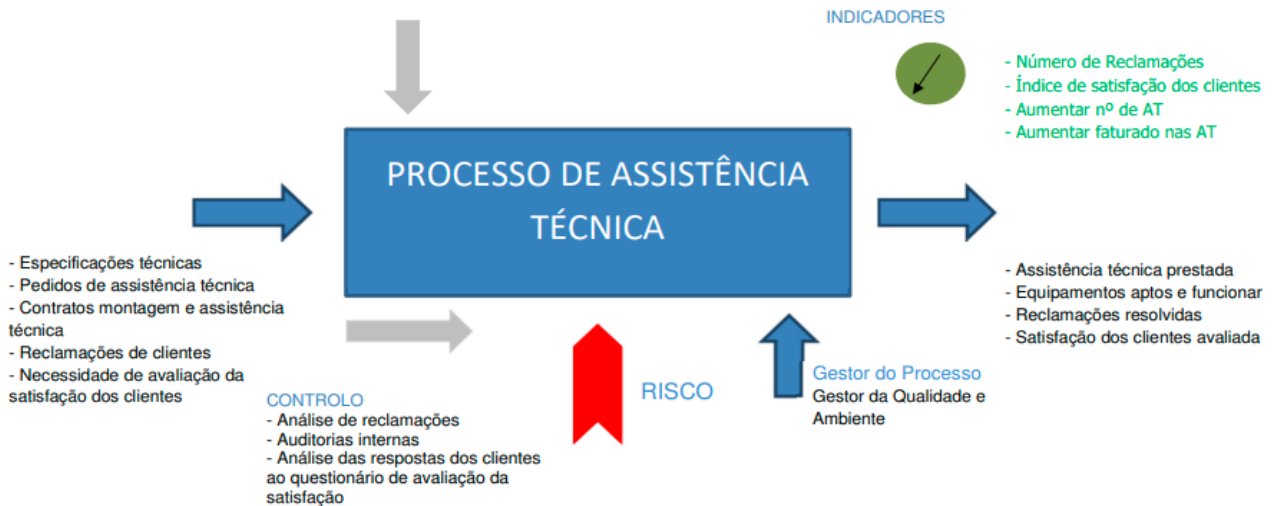 INDICADORES
- Número de Reclamações
- Índice de satisfação dos clientes
- Aumentar nº de AT
- Aumentar faturado nas AT
PROCESSO DE ASSISTÊNCIA
TÉCNICA
- Especificações técnicas
- Pedidos de assistência técnica
- Contratos montagem e assistência
técnica
- Reclamações de clientes
- Necessidade de avaliação da
satisfação dos clientes
- Assistência técnica prestada
- Equipamentos aptos e funcionar
- Reclamações resolvidas
- Satisfação dos clientes avaliada
CONTROLO
- Análise de reclamações
- Auditorias internas
- Análise das respostas dos clientes
ao questionário de avaliação da
satisfação
RISCO
Gestor do Processo
Gestor da Qualidade e
Ambiente